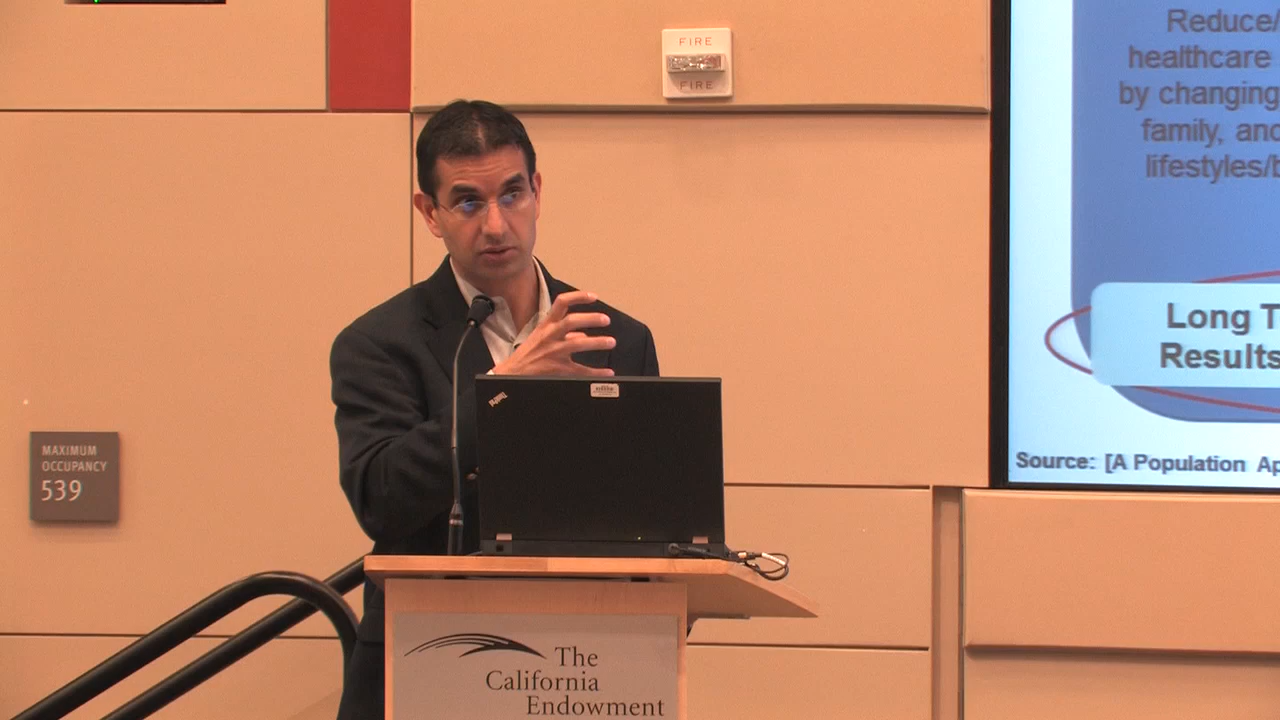 FIRE
FIRE
Reduce/
healthcare
by changing
family, and
lifestyles/b
Long T
Results
Source: [A Population Ap
MAXIMUM
OCCUPANCY
539
ThinkPad
The
California
Endowment